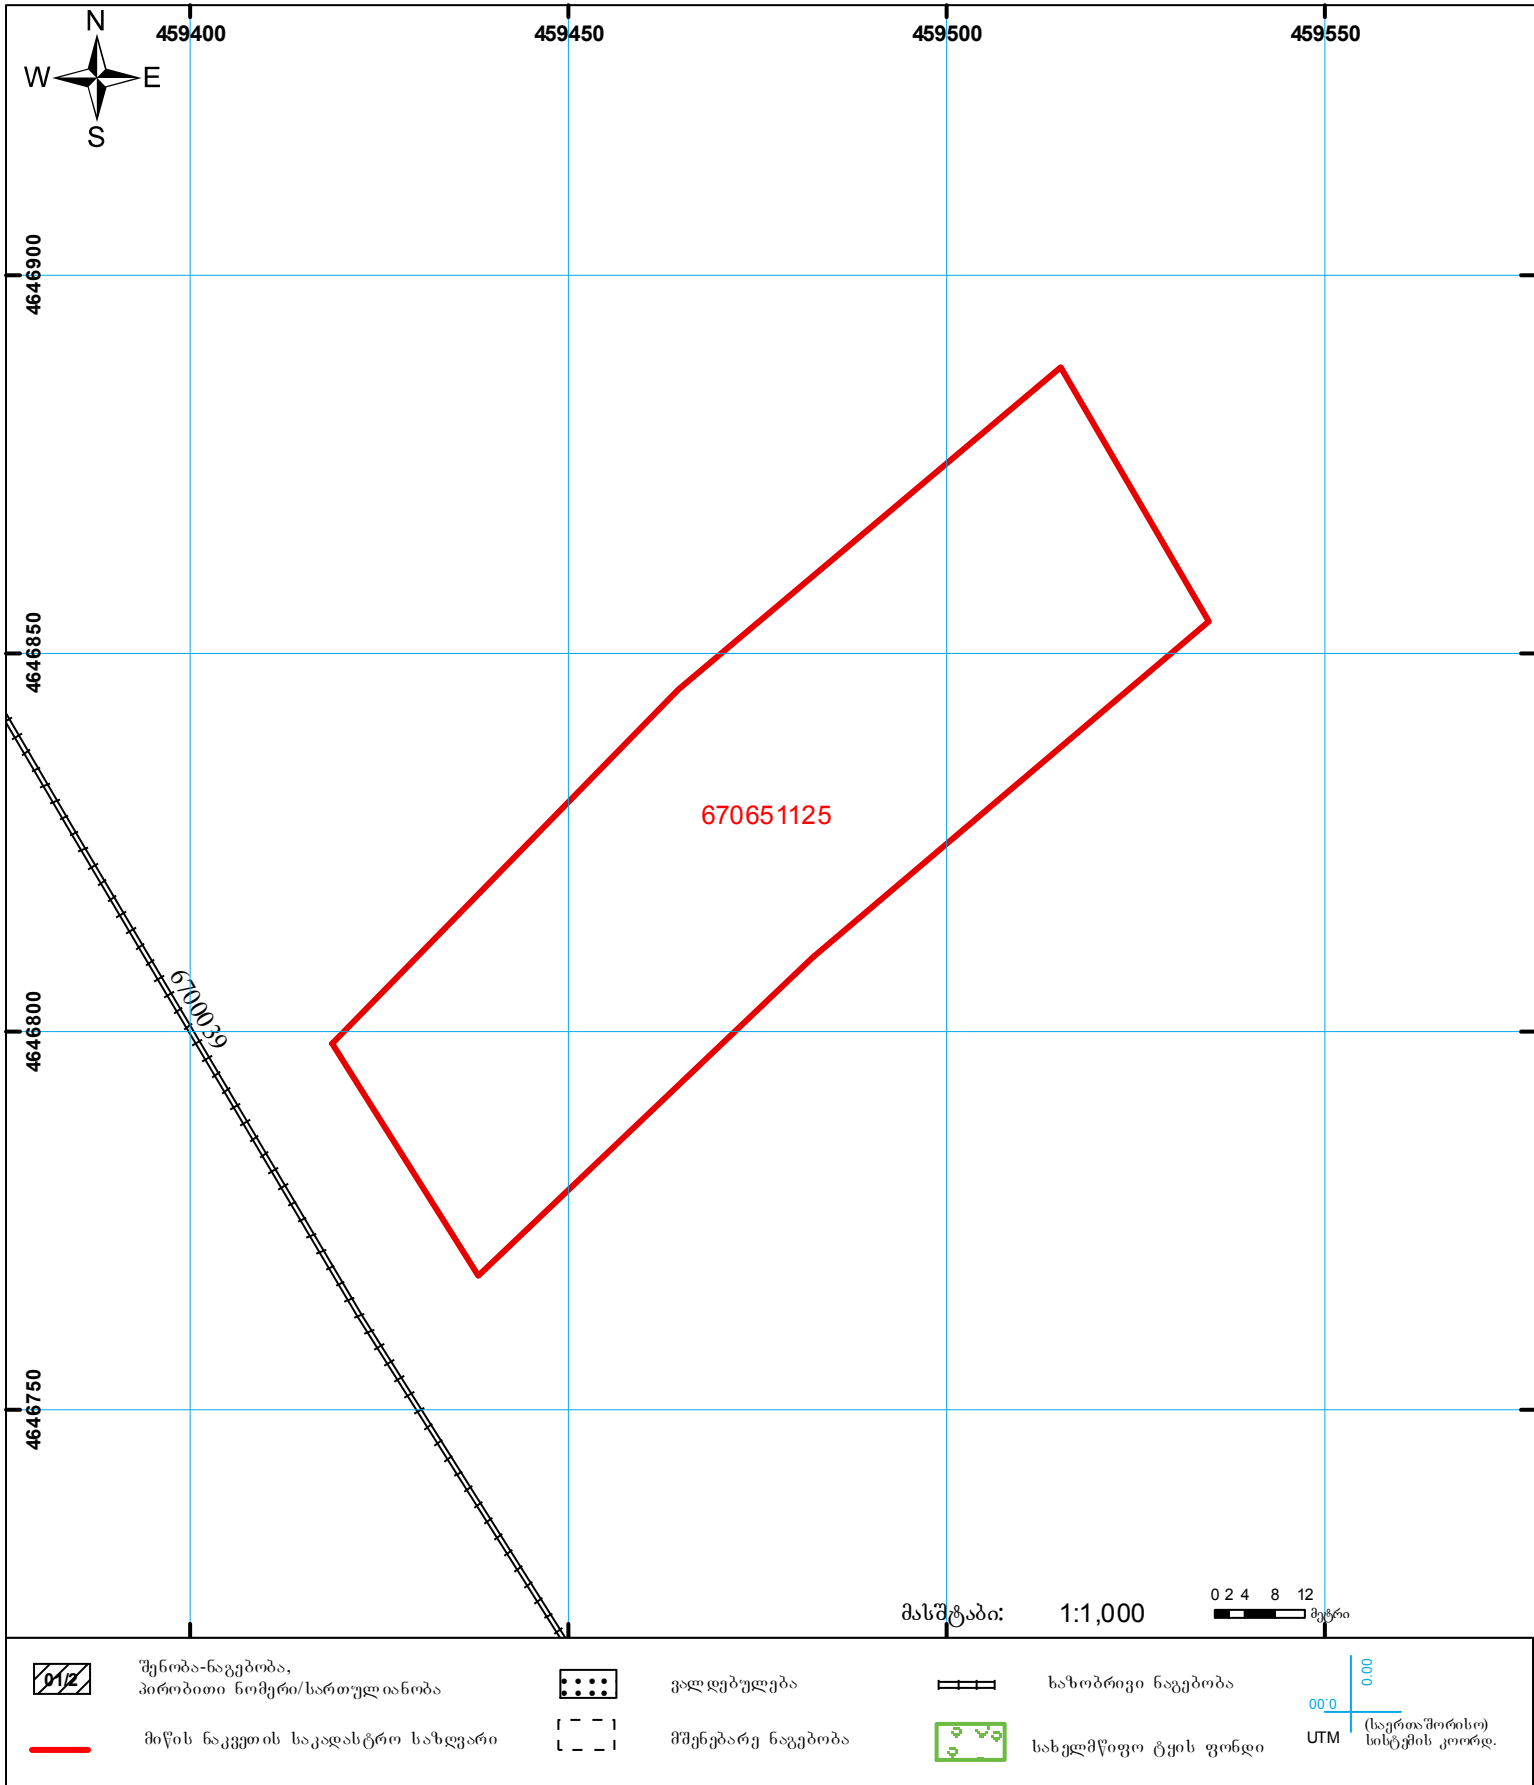 N
459400
459450
459500
459550
W
E
S
4646900
4646850
670651125
6700039
4646800
4646750
მასშტაბი:
1:1,000
0 2 4 8 12
მეტრი
01/2
შენობა-ნაგებობა,
პირობითი ნომერი/სართულიანობა
ვალდებულება
ხაზობრივი ნაგებობა
00.0
0.00
მიწის ნაკვეთის საკადასტრო საზღვარი
მშენებარე ნაგებობა
სახელმწიფო ტყის ფონდი
UTM
(საერთაშორისო)
სისტემის კოორდ.